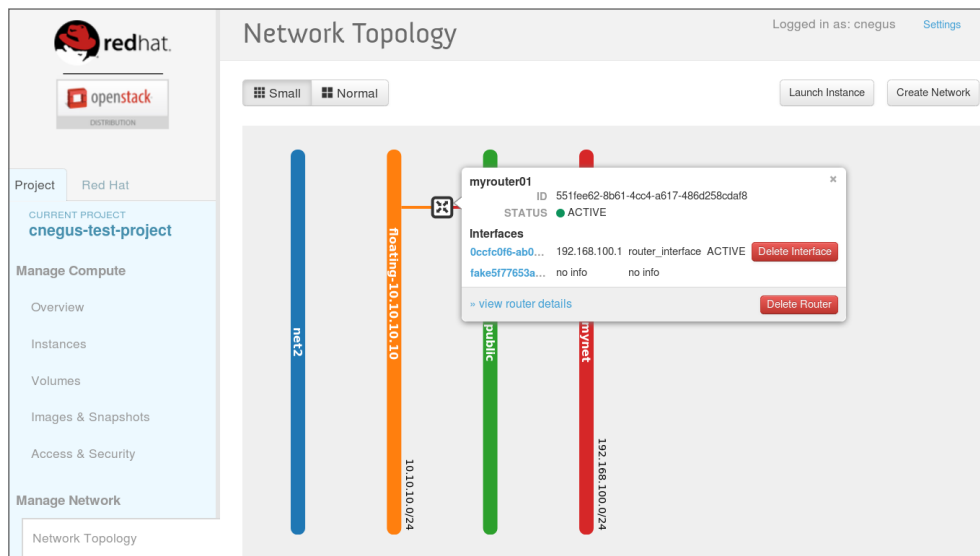 redhat.
openstack
DISTRIBUTION
Project
Red Hat
CURRENT PROJECT
cnegus-test-project
Manage Compute
Overview
Instances
Volumes
Images & Snapshots
Access & Security
Manage Network
Network Topology
Network Topology
Logged in as: cnegus
Settings
Small
Normal
Launch Instance
Create Network
net2
floating-10.10.10.10
10.10.10.0/24
public
mynet
192.168.100.0/24
myrouter01
×
ID 551fee62-8b61-4cc4-a617-486d258cdaf8
STATUS ACTIVE
Interfaces
0ccfc0f6-ab0... 192.168.100.1 router_interface ACTIVE Delete Interface
fake5f77653a... no info no info
» view router details
Delete Router